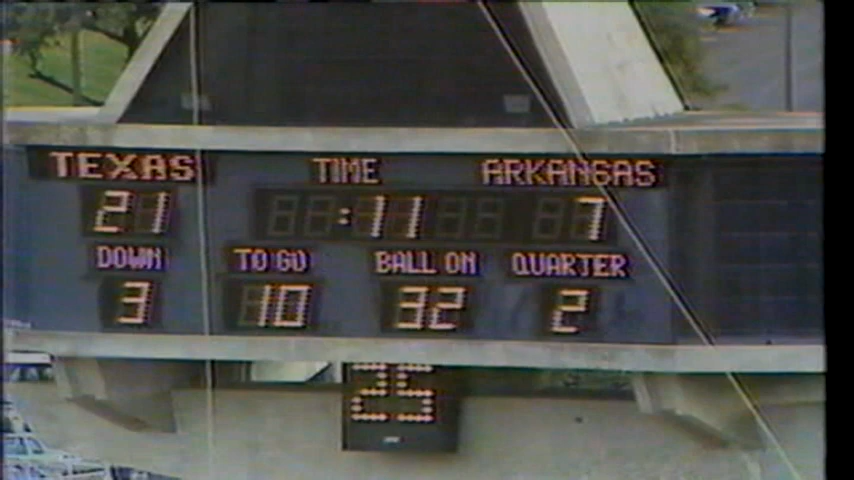 TEXAS TIME ARKANSAS
21 :11 7
DOWN TO GO BALL ON QUARTER
3 10 32 2
25